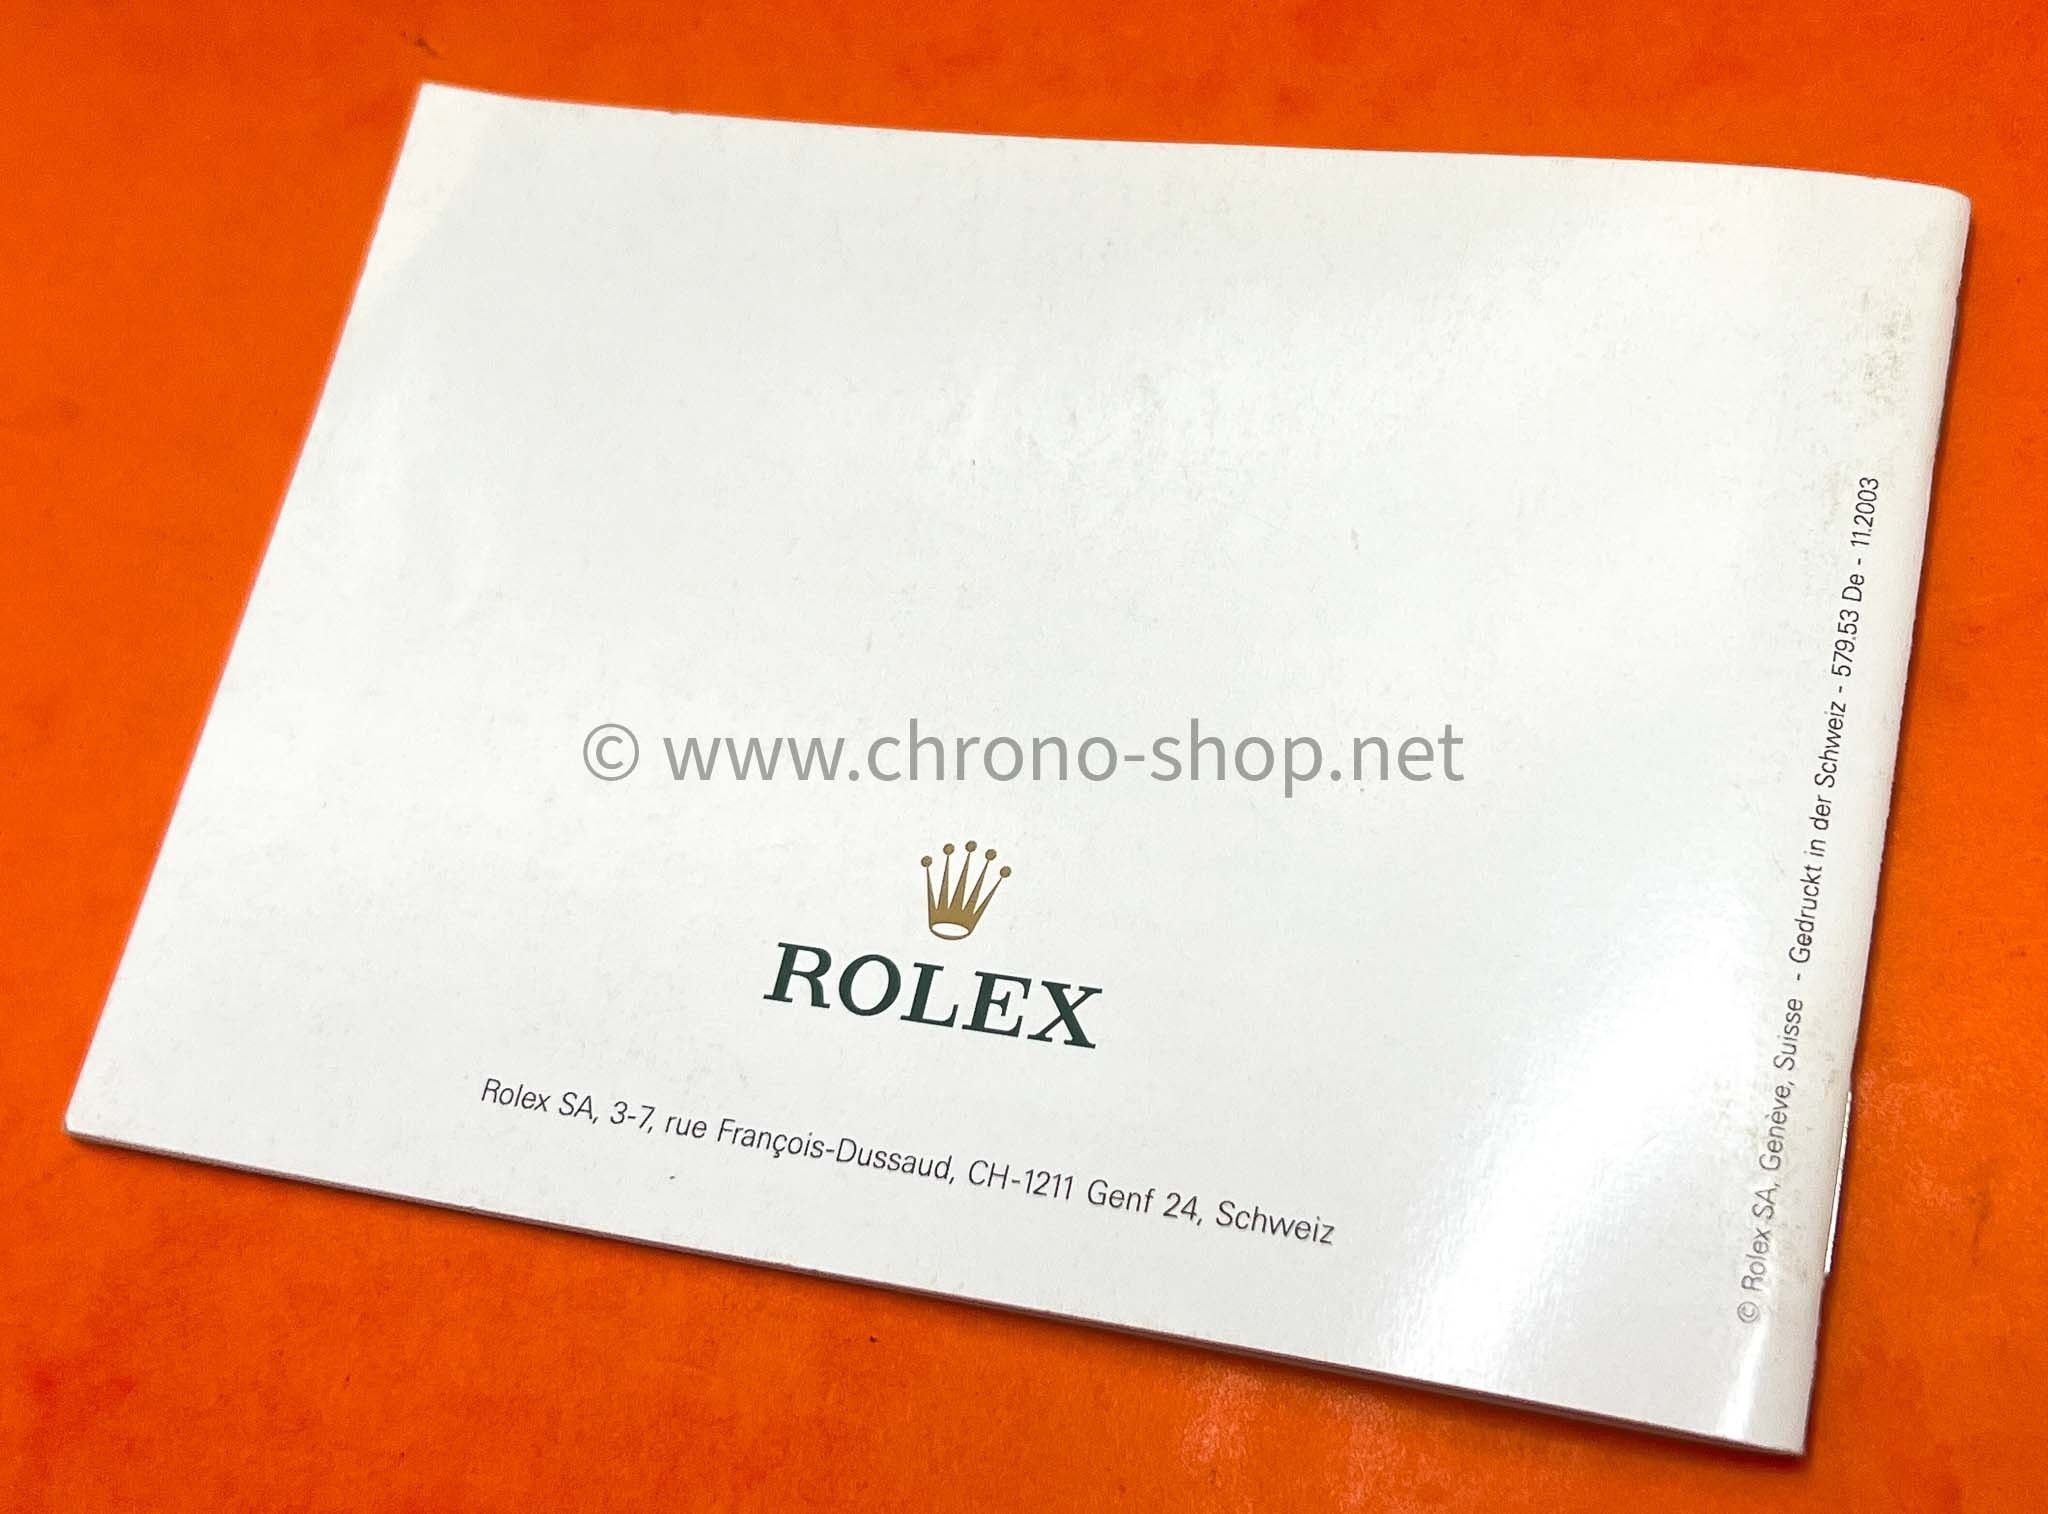 © www.chrono-shop.net
ROLEX
Rolex SA, 3-7, rue François-Dussaud, CH-1211 Genf 24, Schweiz
© Rolex SA, Genève, Suisse - Gedruckt in der Schweiz - 579.53 De - 11.2003